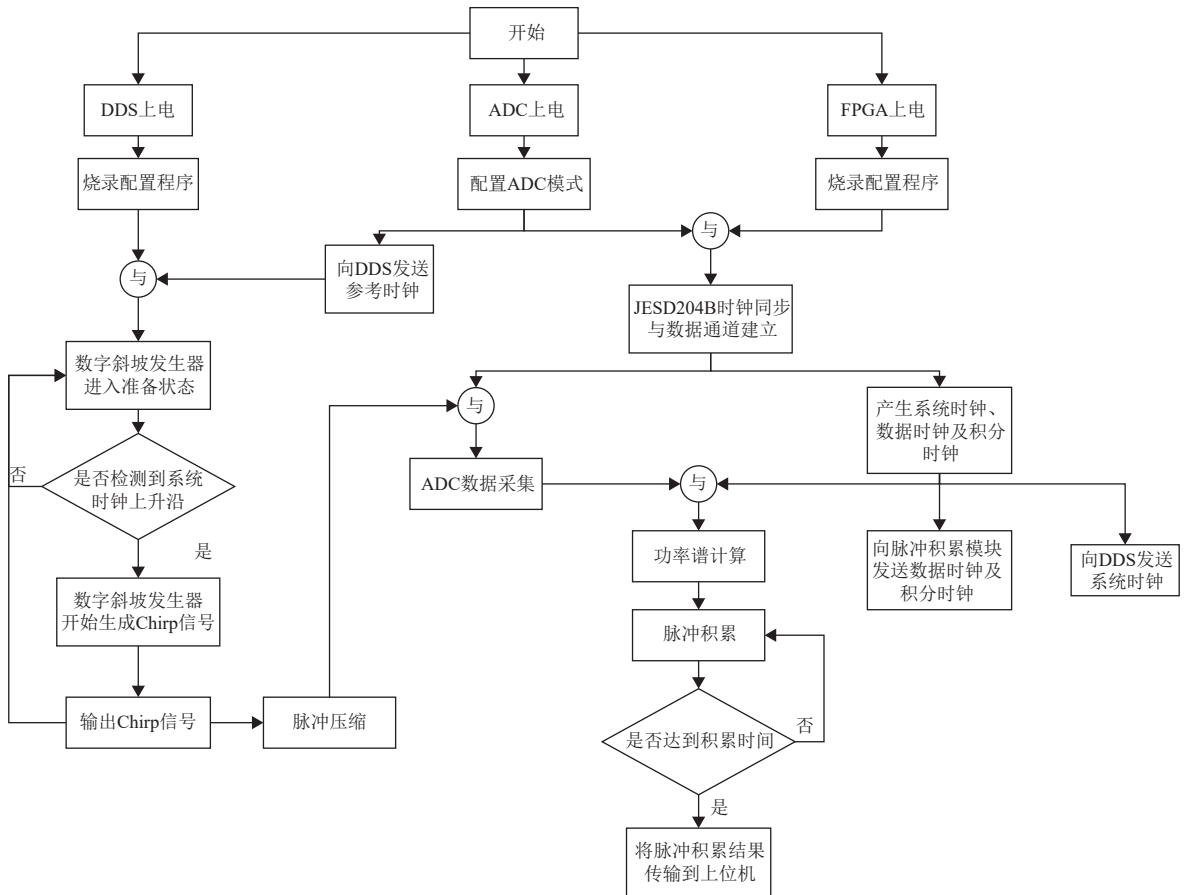 开始
DDS上电
ADC上电
FPGA上电
烧录配置程序
配置ADC模式
烧录配置程序
与
与
向DDS发送
参考时钟
JESD204B时钟同步
与数据通道建立
数字斜坡发生器
进入准备状态
与
产生系统时钟、
数据时钟及积分
时钟
否
是否检测到系统
时钟上升沿
ADC数据采集
与
是
功率谱计算
向脉冲积累模块
发送数据时钟及
积分时钟
向DDS发送
系统时钟
数字斜坡发生器
开始生成Chirp信号
脉冲积累
输出Chirp信号
脉冲压缩
否
是否达到积累时间
是
将脉冲积累结果
传输到上位机